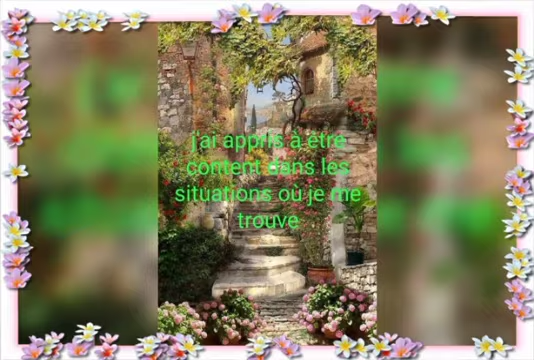 j'ai appris à être
content dans les
situations où je me
trouve